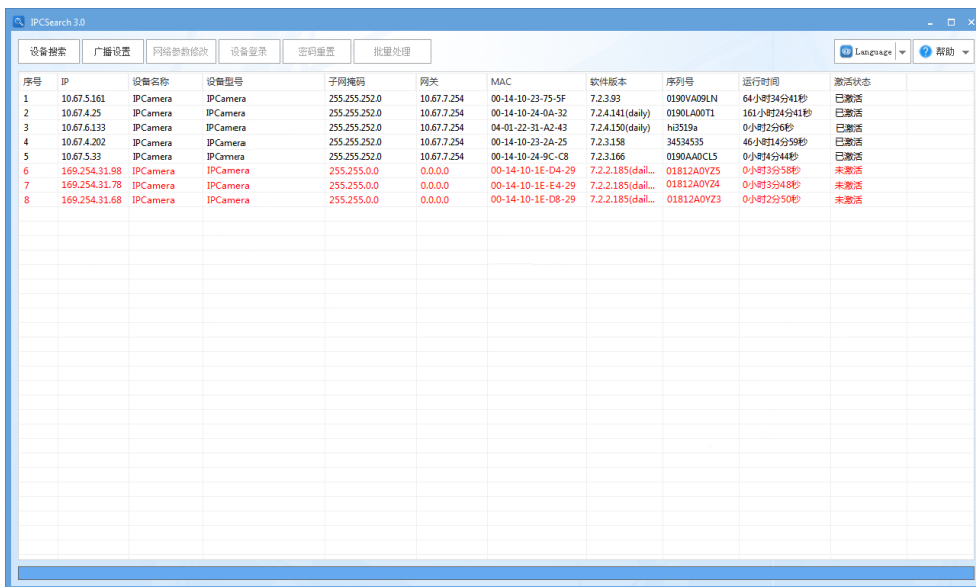 IPCSearch 3.0
设备搜索 广播设置 网络参数修改 设备登录 密码重置 批量处理 Language 帮助
序号 IP 设备名称 设备型号 子网掩码 网关 MAC 软件版本 序列号 运行时间 激活状态
1 10.67.5.161 IPCamera IPCamera 255.255.252.0 10.67.7.254 00-14-10-23-75-5F 7.2.3.93 0190VA09LN 64小时34分41秒 已激活
2 10.67.4.25 IPCamera IPCamera 255.255.252.0 10.67.7.254 00-14-10-24-0A-32 7.2.4.141(daily) 0190LA00T1 161小时24分41秒 已激活
3 10.67.6.133 IPCamera IPCamera 255.255.252.0 10.67.7.254 04-01-22-31-A2-43 7.2.4.150(daily) hi3519a 0小时2分6秒 已激活
4 10.67.4.202 IPCamera IPCamera 255.255.252.0 10.67.7.254 00-14-10-23-2A-25 7.2.3.158 34534535 46小时14分59秒 已激活
5 10.67.5.33 IPCamera IPCamera 255.255.252.0 10.67.7.254 00-14-10-24-9C-C8 7.2.3.166 0190AA0CL5 0小时4分44秒 已激活
6 169.254.31.98 IPCamera IPCamera 255.255.0.0 0.0.0.0 00-14-10-1E-D4-29 7.2.2.185(dail... 01812A0YZ5 0小时3分58秒 未激活
7 169.254.31.78 IPCamera IPCamera 255.255.0.0 0.0.0.0 00-14-10-1E-E4-29 7.2.2.185(dail... 01812A0YZ4 0小时3分48秒 未激活
8 169.254.31.68 IPCamera IPCamera 255.255.0.0 0.0.0.0 00-14-10-1E-D8-29 7.2.2.185(dail... 01812A0YZ3 0小时2分50秒 未激活